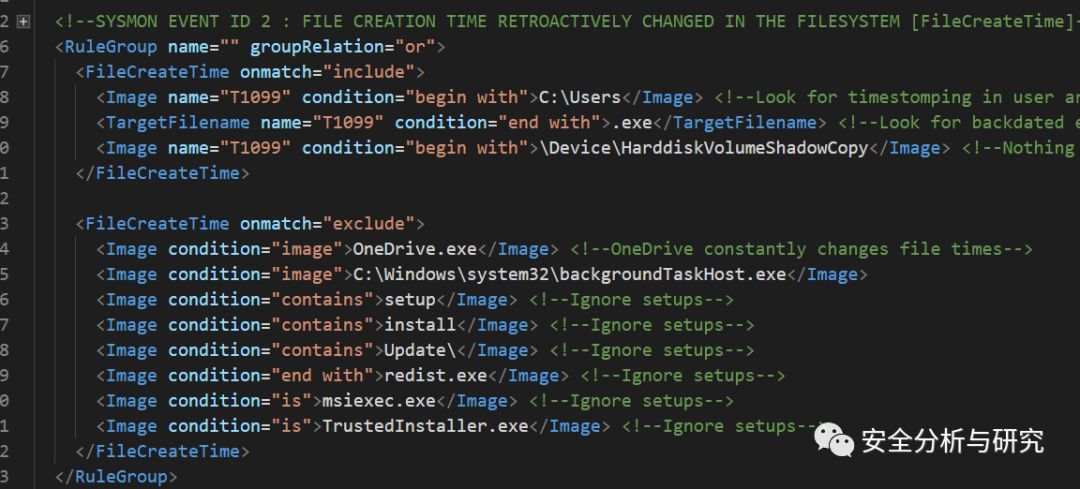 2 <!--SYSMON EVENT ID 2 : FILE CREATION TIME RETROACTIVELY CHANGED IN THE FILESYSTEM [FileCreateTime]-
6 <RuleGroup name="" groupRelation="or">
7 <FileCreateTime onmatch="include">
8 <Image name="T1099" condition="begin with">C:\Users</Image> <!--Look for timestomping in user
9 <TargetFilename name="T1099" condition="end with">.exe</TargetFilename> <!--Look for backdated
0 <Image name="T1099" condition="begin with">\Device\HarddiskVolumeShadowCopy</Image> <!--Nothing
1 </FileCreateTime>
2
3 <FileCreateTime onmatch="exclude">
4 <Image condition="image">OneDrive.exe</Image> <!--OneDrive constantly changes file times-->
5 <Image condition="image">C:\Windows\system32\backgroundTaskHost.exe</Image>
6 <Image condition="contains">setup</Image> <!--Ignore setups-->
7 <Image condition="contains">install</Image> <!--Ignore setups-->
8 <Image condition="contains">Update\</Image> <!--Ignore setups-->
9 <Image condition="end with">redist.exe</Image> <!--Ignore setups-->
0 <Image condition="is">msiexec.exe</Image> <!--Ignore setups-->
1 <Image condition="is">TrustedInstaller.exe</Image> <!--Ignore setups--
2 </FileCreateTime>
3 </RuleGroup>
安全分析与研究